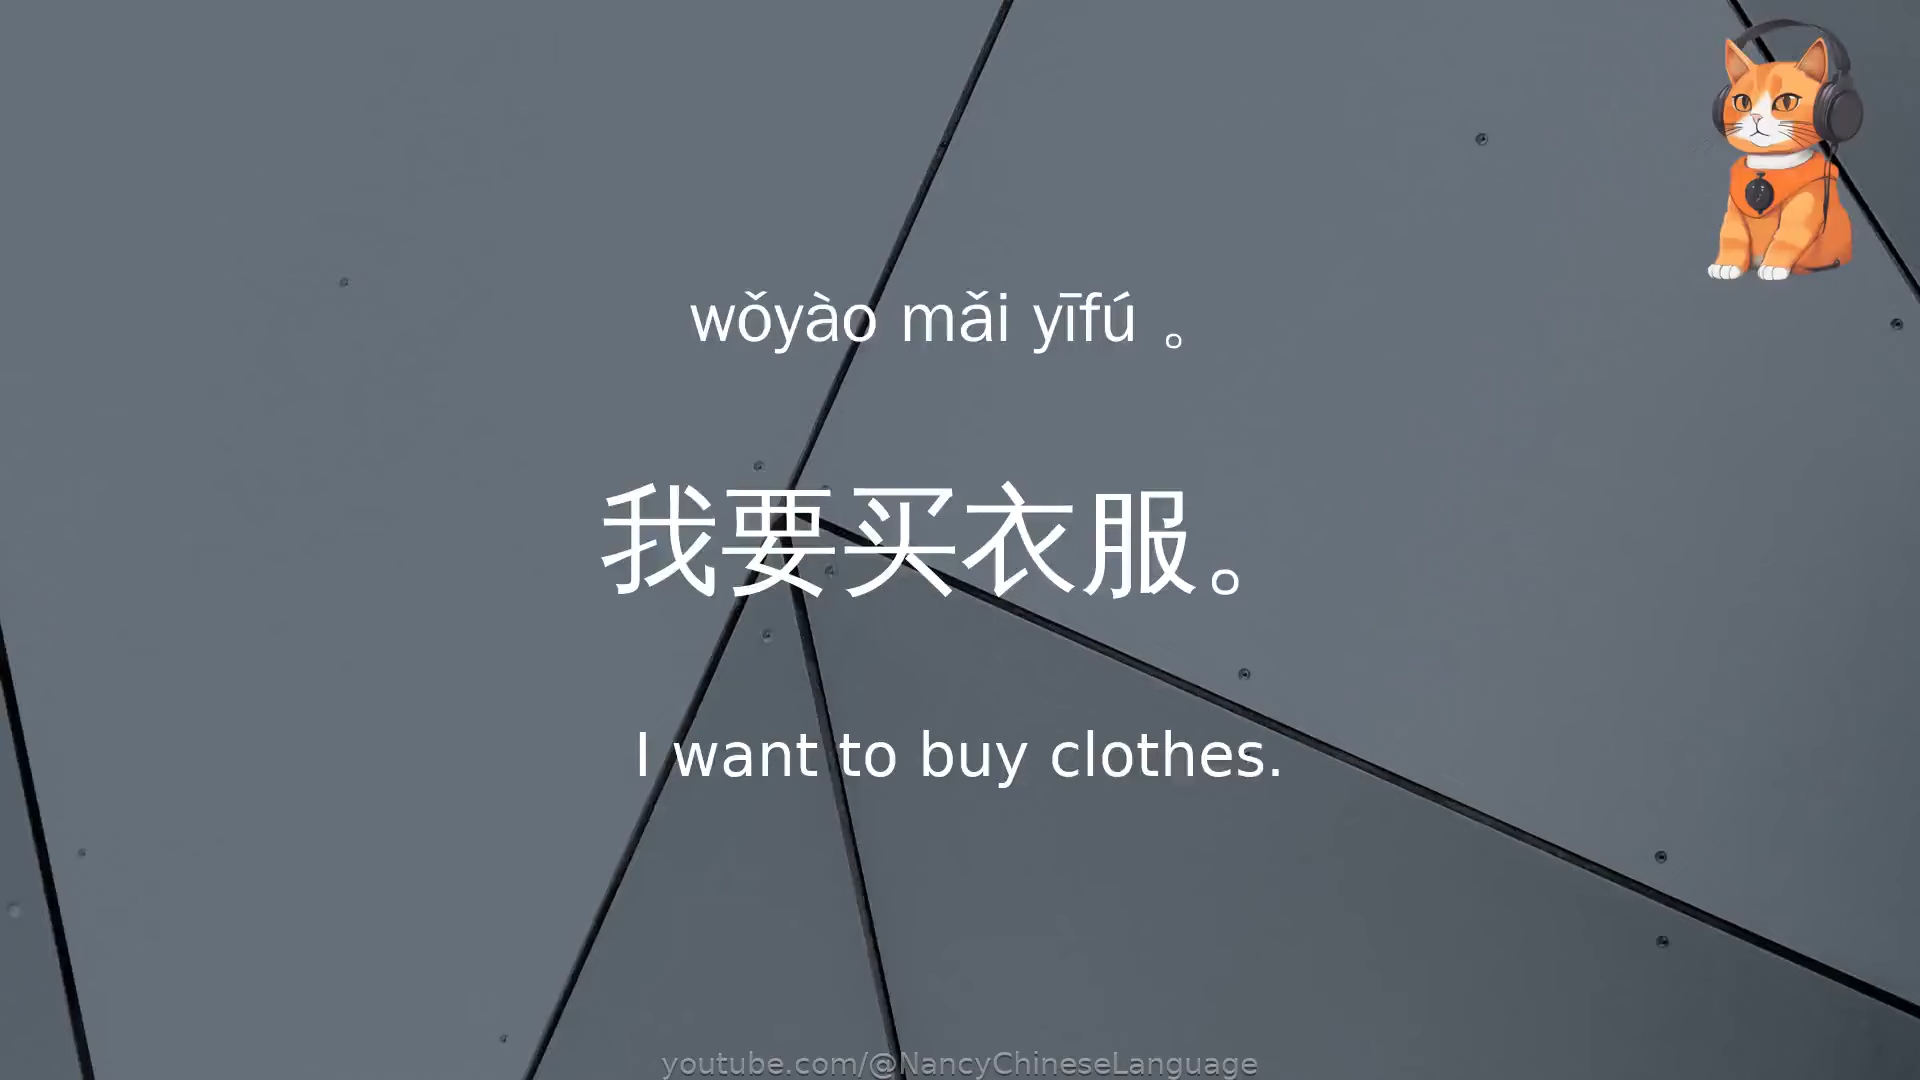 wǒyào mǎi yīfú 。
我要买衣服。
I want to buy clothes.
youtube.com/@NancyChineseLanguage